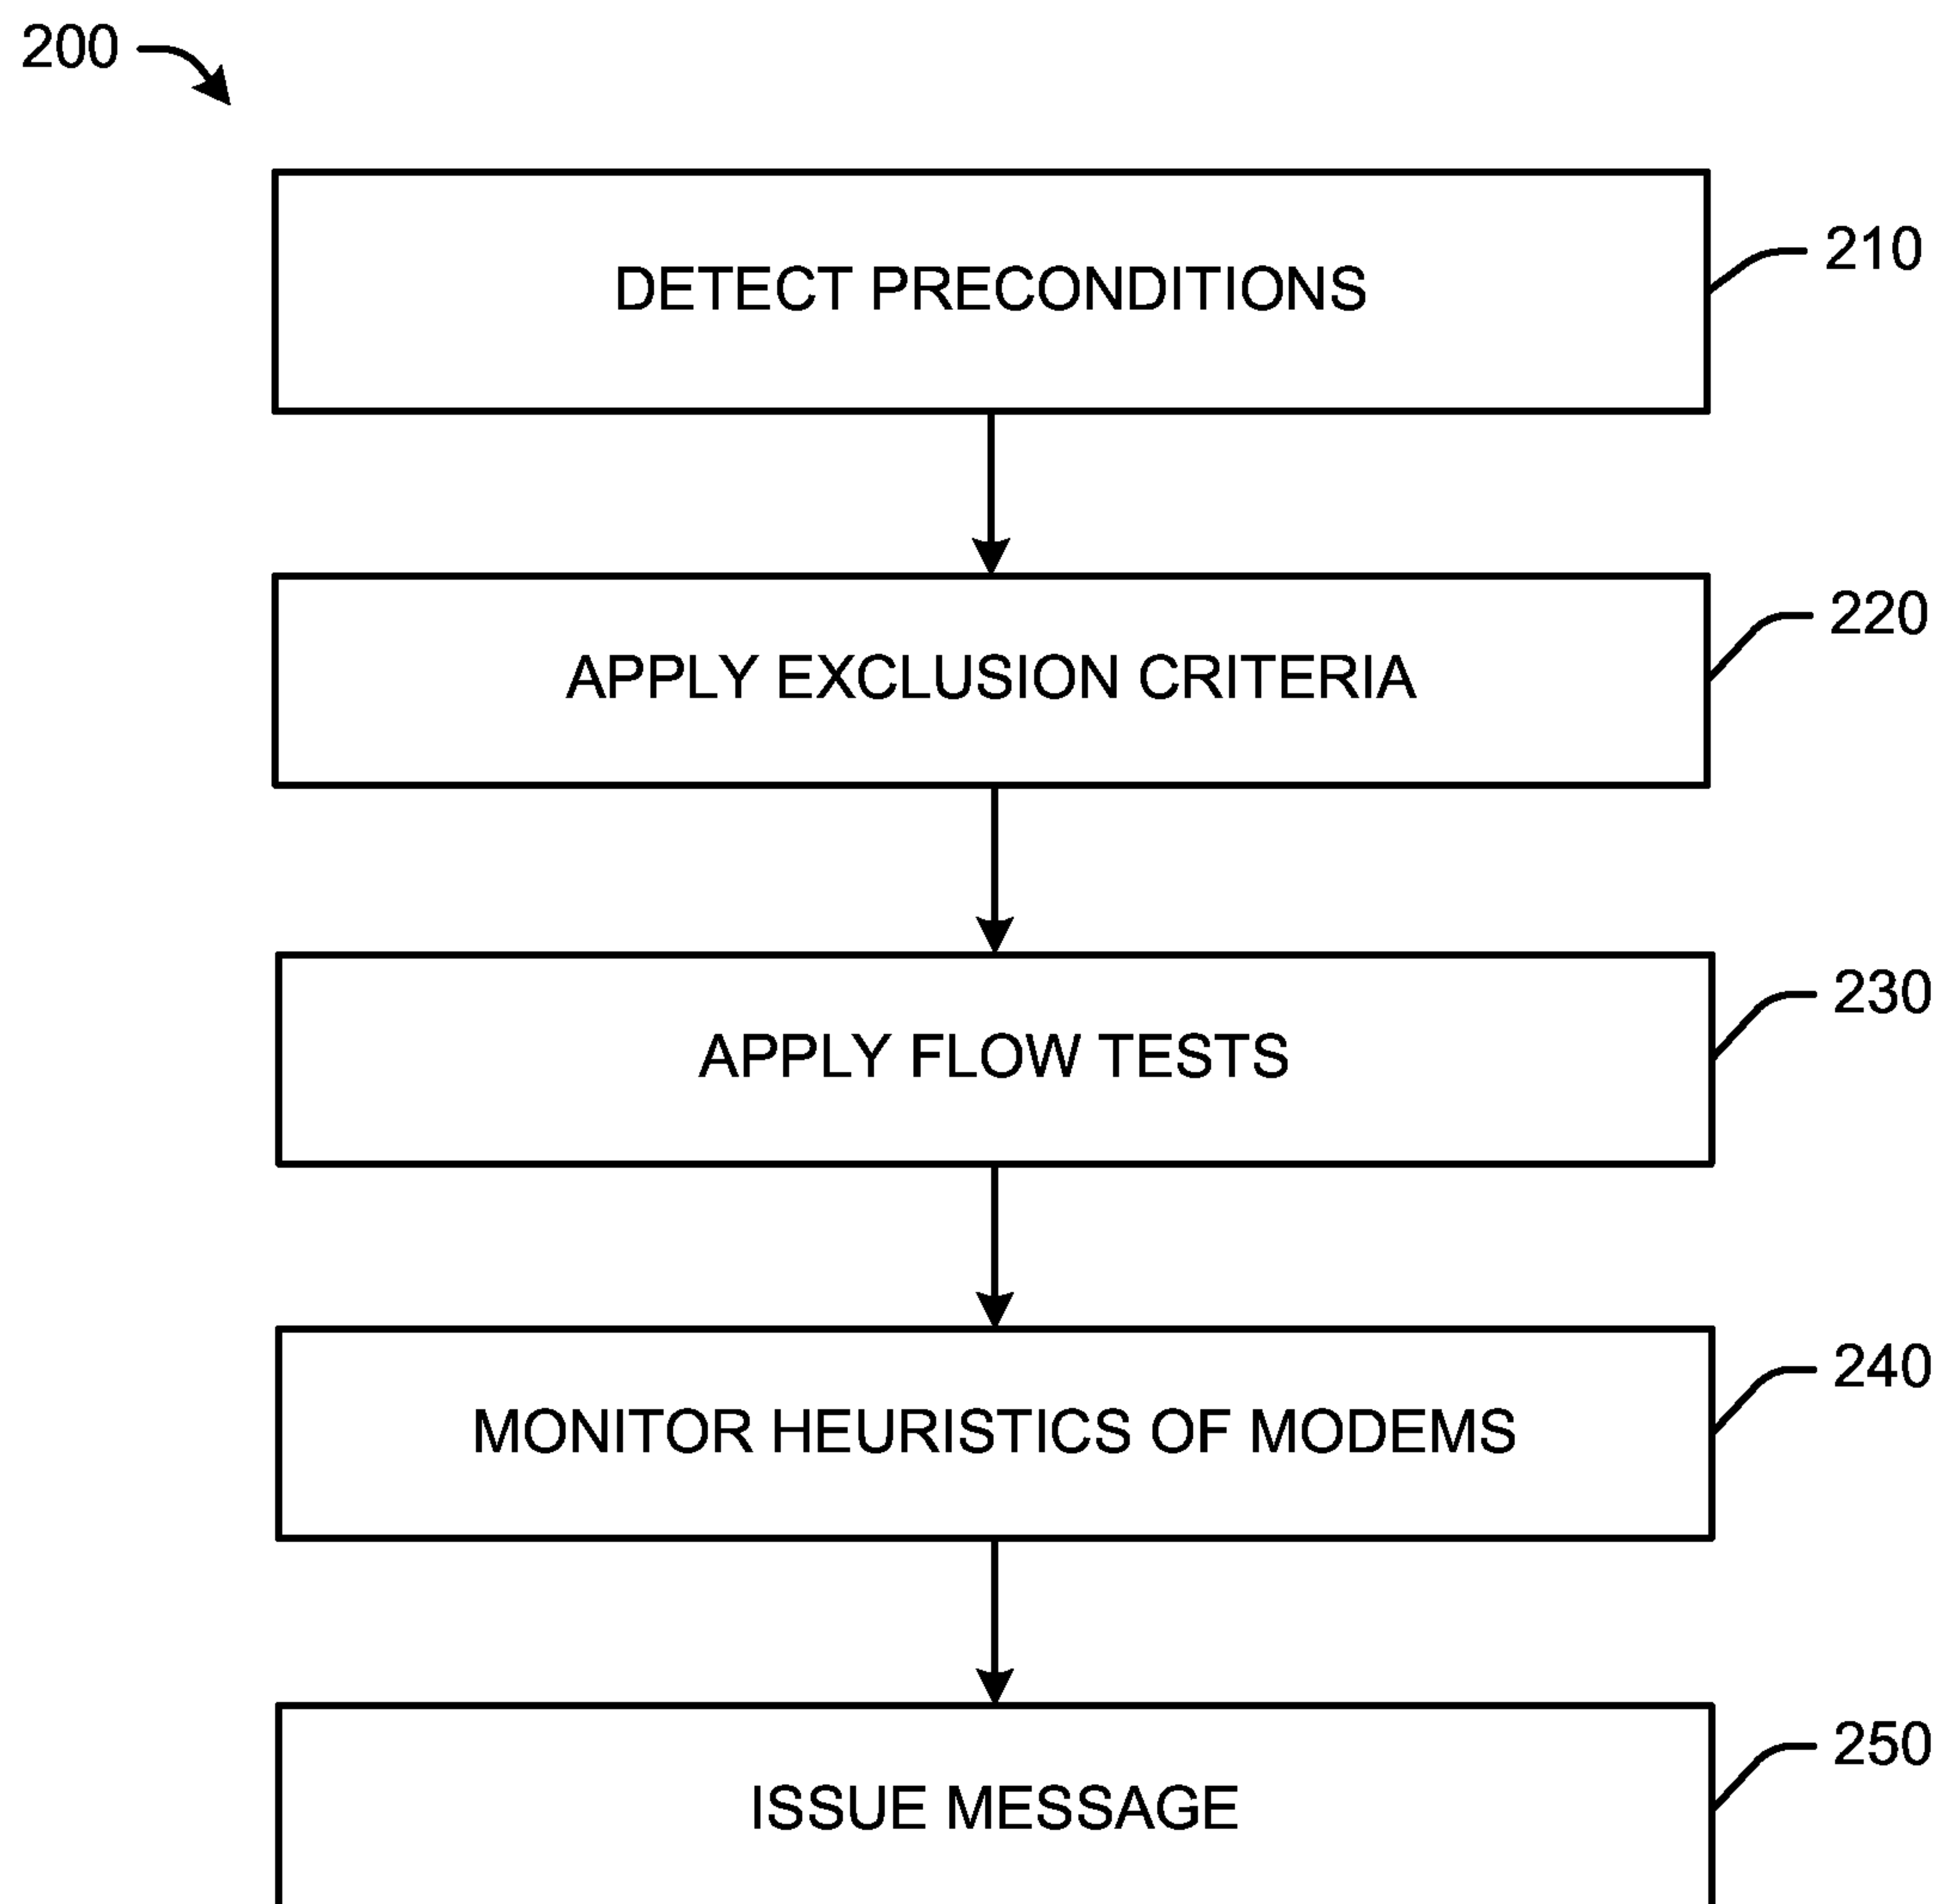 200
DETECT PRECONDITIONS
210
APPLY EXCLUSION CRITERIA
220
APPLY FLOW TESTS
230
MONITOR HEURISTICS OF MODEMS
240
ISSUE MESSAGE
250